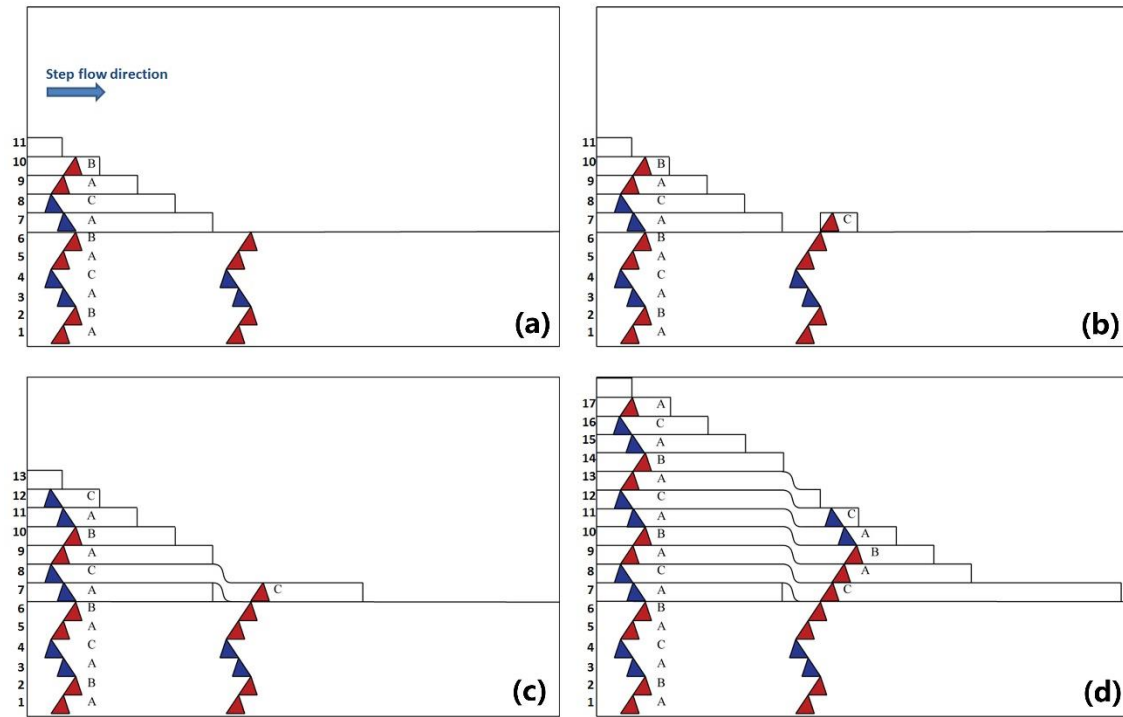 Step flow direction
11
10 B
9 A
8 C
7 A
6 B
5 A
4 C
3 A
2 B
1 A
(a)
11
10 B
9 A
8 C
7 A C
6 B
5 A
4 C
3 A
2 B
1 A
(b)
13
12 C
11 A
10 B
9 A
8 C
7 A C
6 B
5 A
4 C
3 A
2 B
1 A
(c)
17 A
16 C
15 A
14 B
13 A
12 C
11 A C
10 B A
9 A B
8 C A
7 A C
6 B
5 A
4 C
3 A
2 B
1 A
(d)